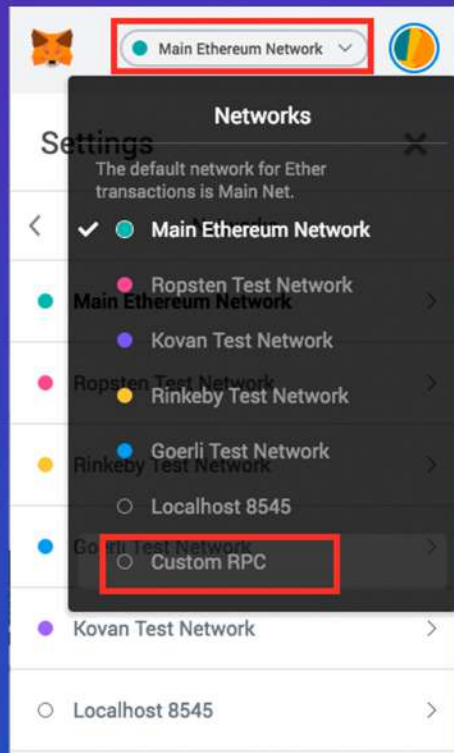 Main Ethereum Network
Networks
Settings
The default network for Ether
transactions is Main Net.
Main Ethereum Network
Ropsten Test Network
Main Ethereum Network
Kovan Test Network
Ropsten Test Network
Rinkeby Test Network
Goerli Test Network
Rinkeby Test Network
Localhost 8545
Goerli Test Network
Custom RPC
Kovan Test Network
Localhost 8545